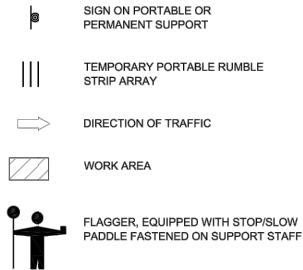 SIGN ON PORTABLE OR
PERMANENT SUPPORT
TEMPORARY PORTABLE RUMBLE
STRIP ARRAY
DIRECTION OF TRAFFIC
WORK AREA
FLAGGER, EQUIPPED WITH STOP/SLOW
PADDLE FASTENED ON SUPPORT STAFF